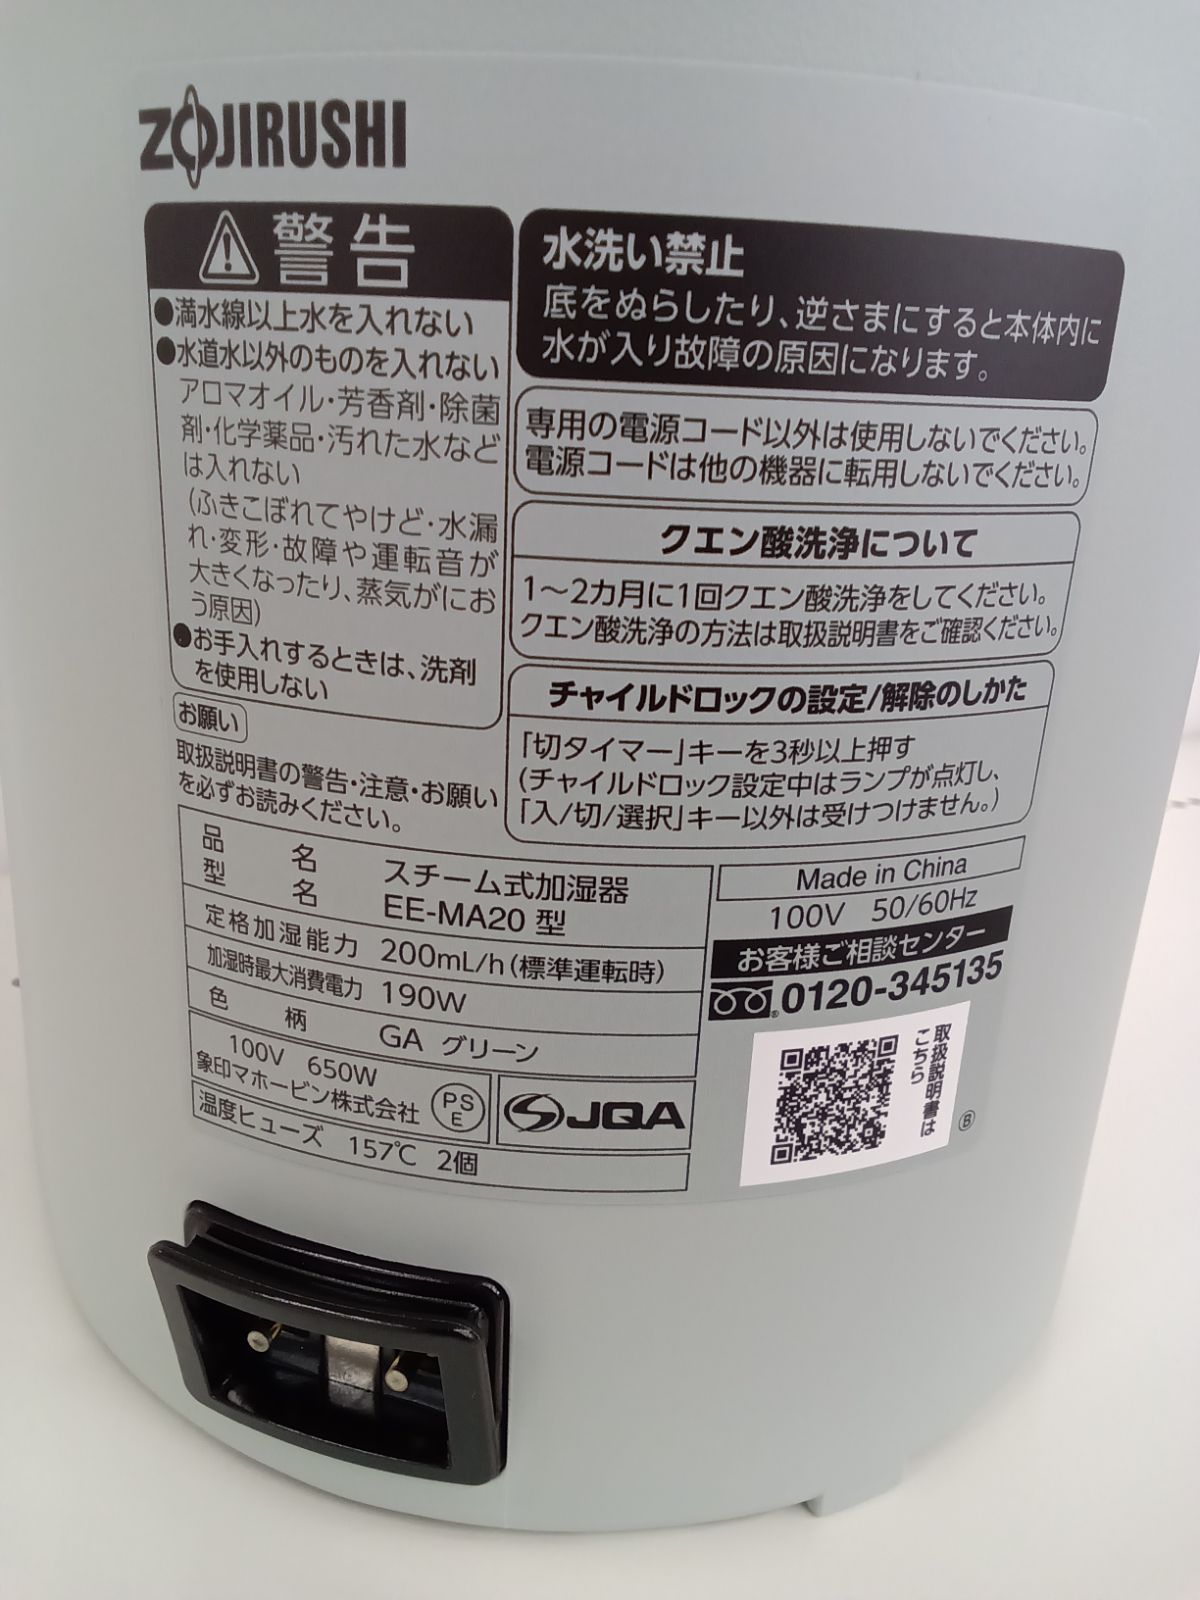 ZOJIRUSHI
警告
●満水線以上水を入れない
●水道水以外のものを入れない
アロマオイル・芳香剤・除菌
剤・化学薬品・汚れた水など
は入れない
(ふきこぼれてやけど・水漏
れ・変形・故障や運転音が
大きくなったり、蒸気がにお
う原因)
●お手入れするときは、洗剤
を使用しない
お願い
取扱説明書の警告・注意・お願い
を必ずお読みください。
水洗い禁止
底をぬらしたり、逆さまにすると本体内に
水が入り故障の原因になります。
専用の電源コード以外は使用しないでください。
電源コードは他の機器に転用しないでください。
クエン酸洗浄について
1〜2カ月に1回クエン酸洗浄をしてください。
クエン酸洗浄の方法は取扱説明書をご確認ください。
チャイルドロックの設定/解除のしかた
「切タイマー」キーを3秒以上押す
(チャイルドロック設定中はランプが点灯し、
「入/切/選択」キー以外は受けつけません。)
品名 スチーム式加湿器
型名 EE-MA20 型
定格加湿能力 200mL/h(標準運転時)
加湿時最大消費電力 190W
色柄 GA グリーン
100V 650W
象印マホービン株式会社
PS
E
JQA
温度ヒューズ 157℃ 2個
Made in China
100V 50/60Hz
お客様ご相談センター
0120-345135
取扱説明書は
こちら
Ⓑ